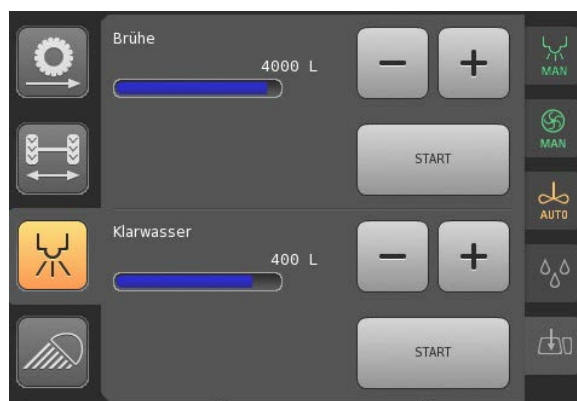 Brühe
4000 L
START
Klarwasser
400 L
START
MAN
MAN
AUTO